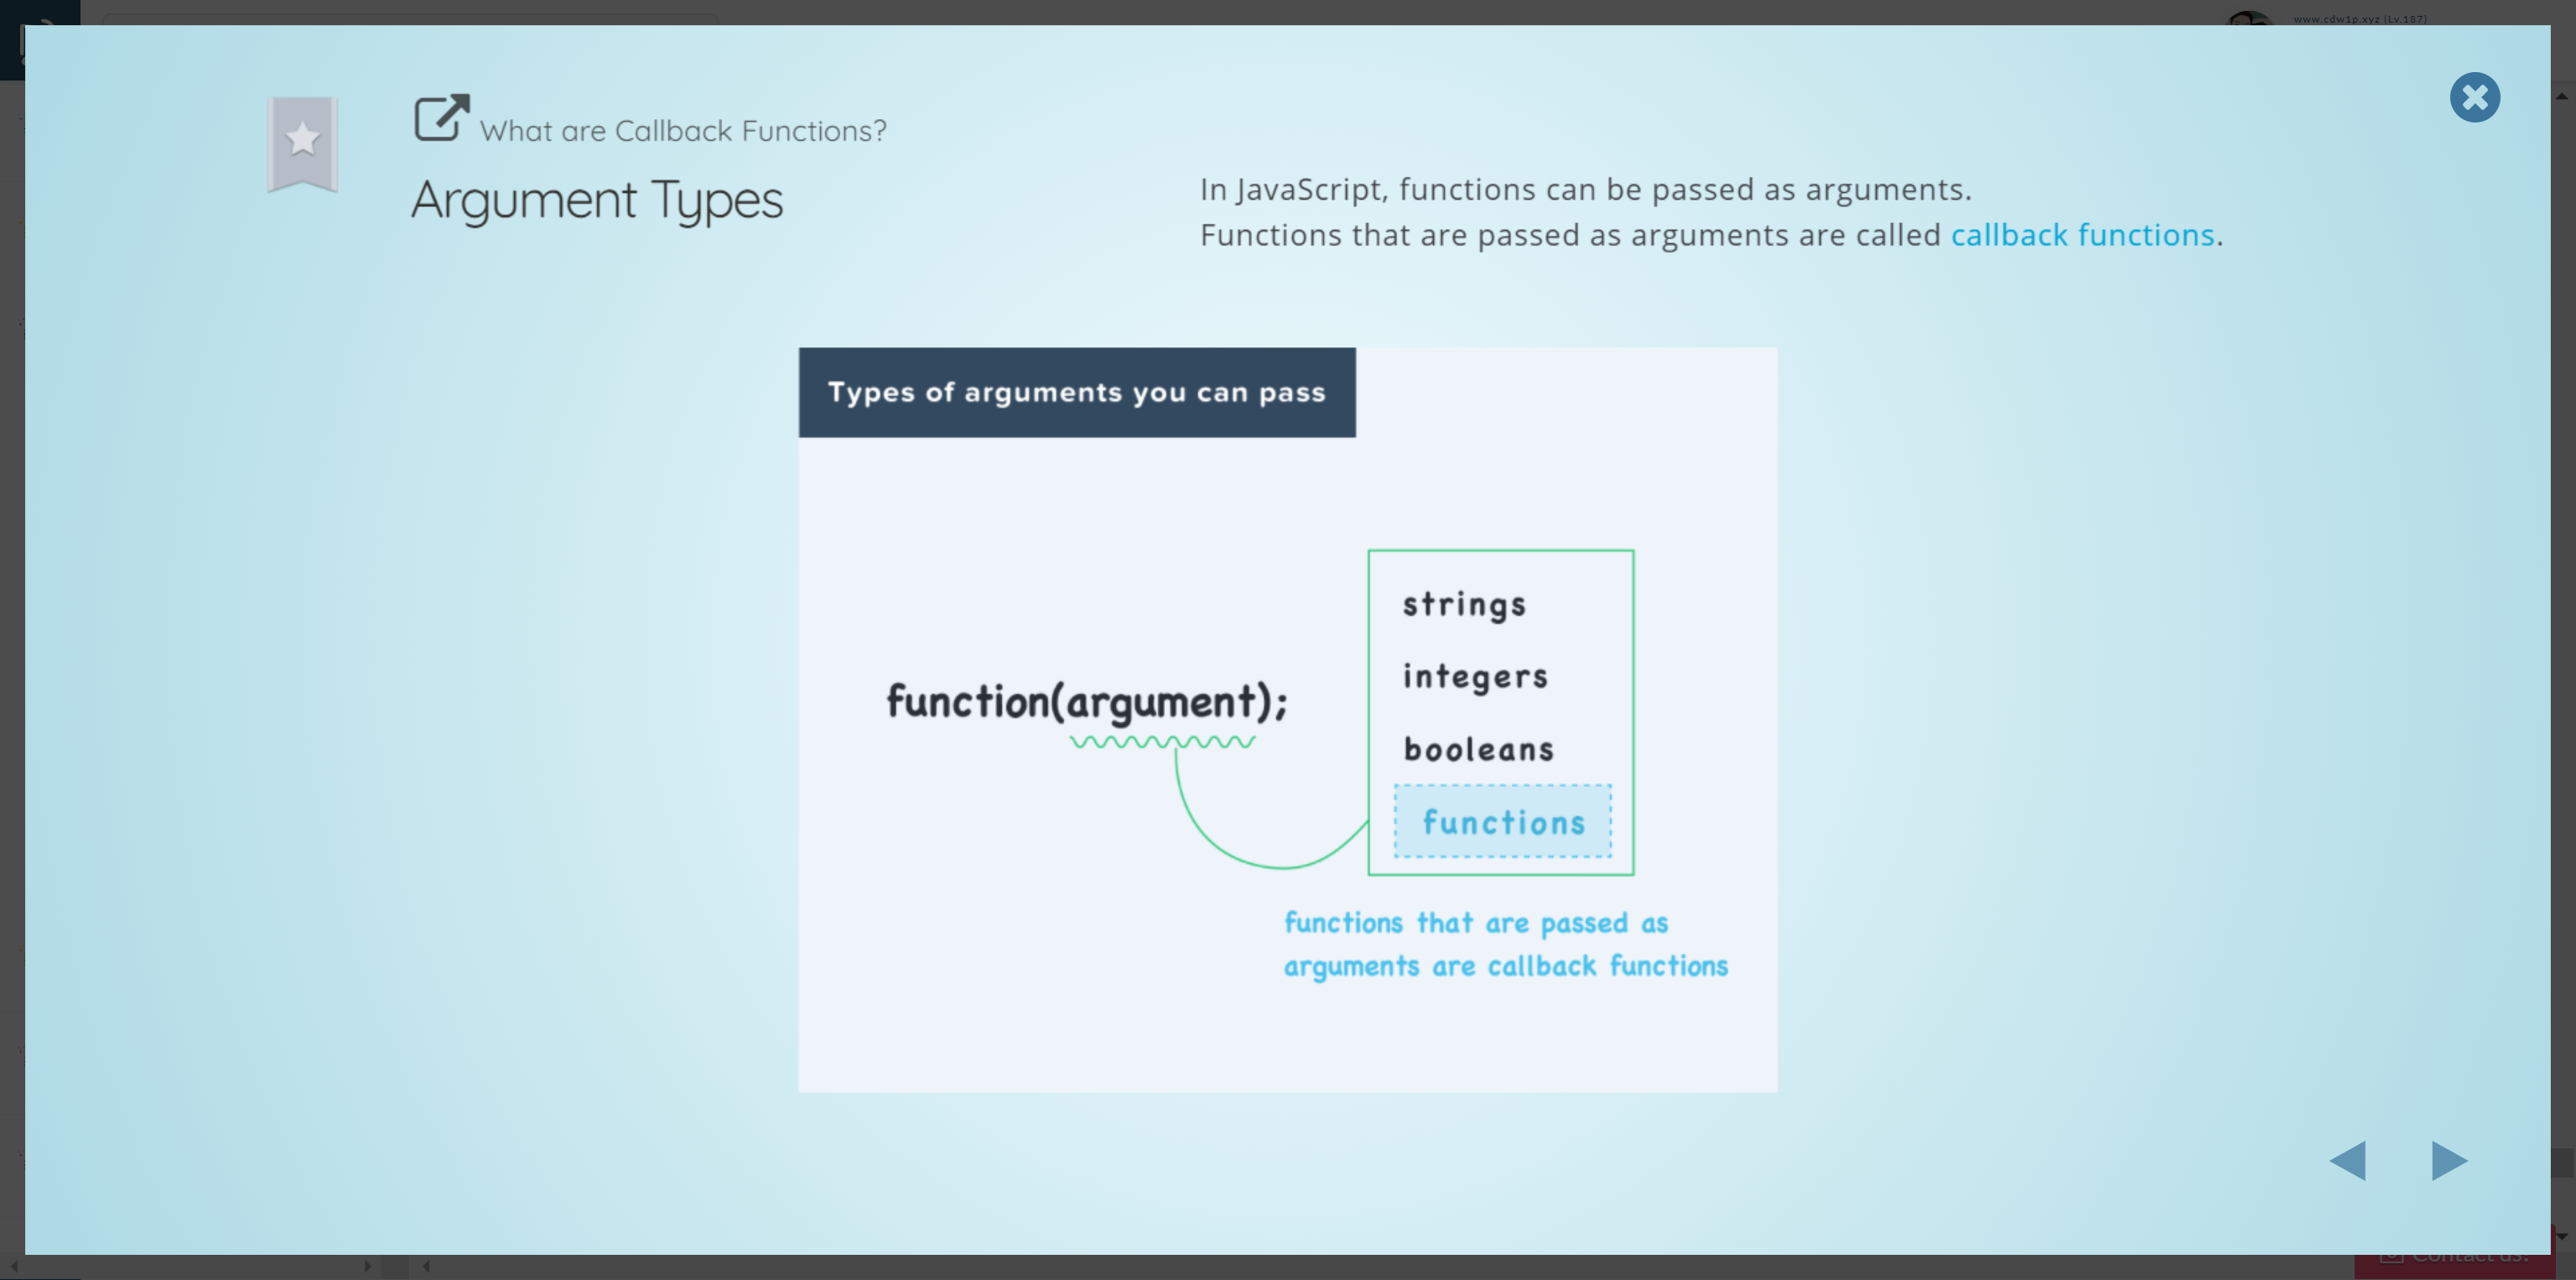 www.cdw1p.xyz (Lv.187)
What are Callback Functions?
Argument Types
In JavaScript, functions can be passed as arguments.
Functions that are passed as arguments are called callback functions.
Types of arguments you can pass
function(argument);
strings
integers
booleans
functions
functions that are passed as
arguments are callback functions
Contact us!